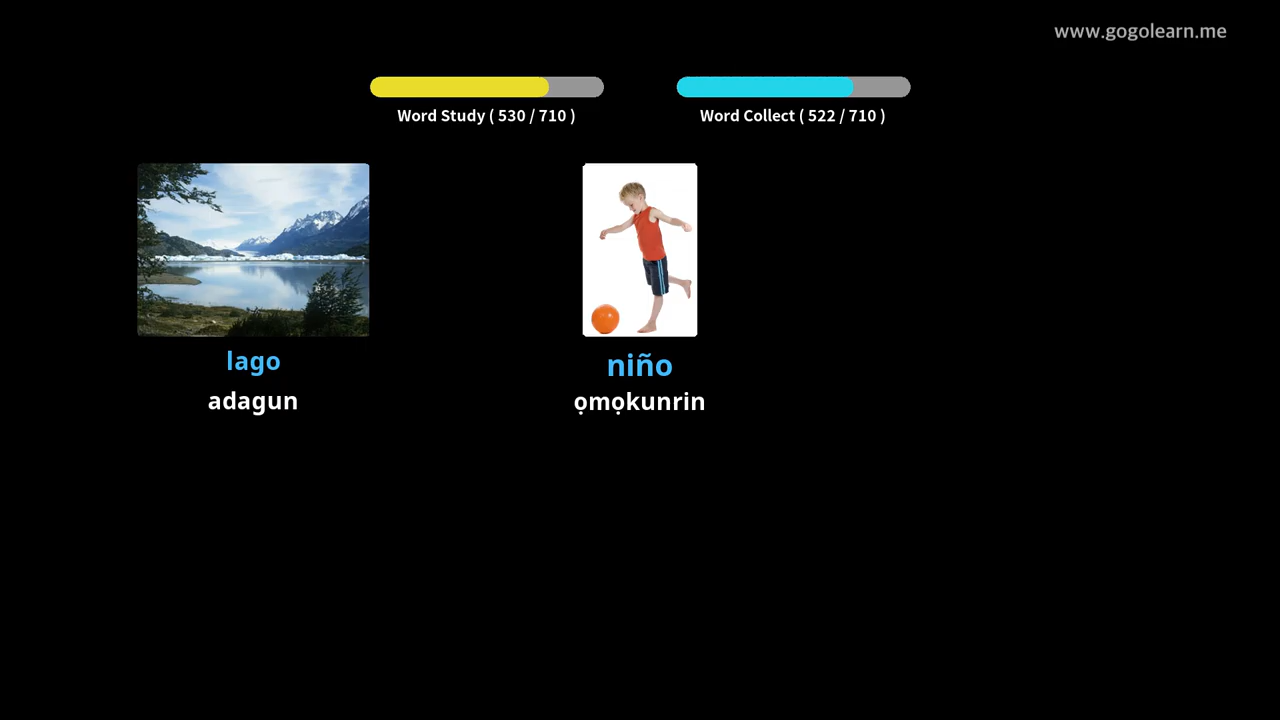 www.gogolearn.me
Word Study ( 530 / 710 )
Word Collect ( 522 / 710 )
lago
adagun
niño
ọmọkunrin